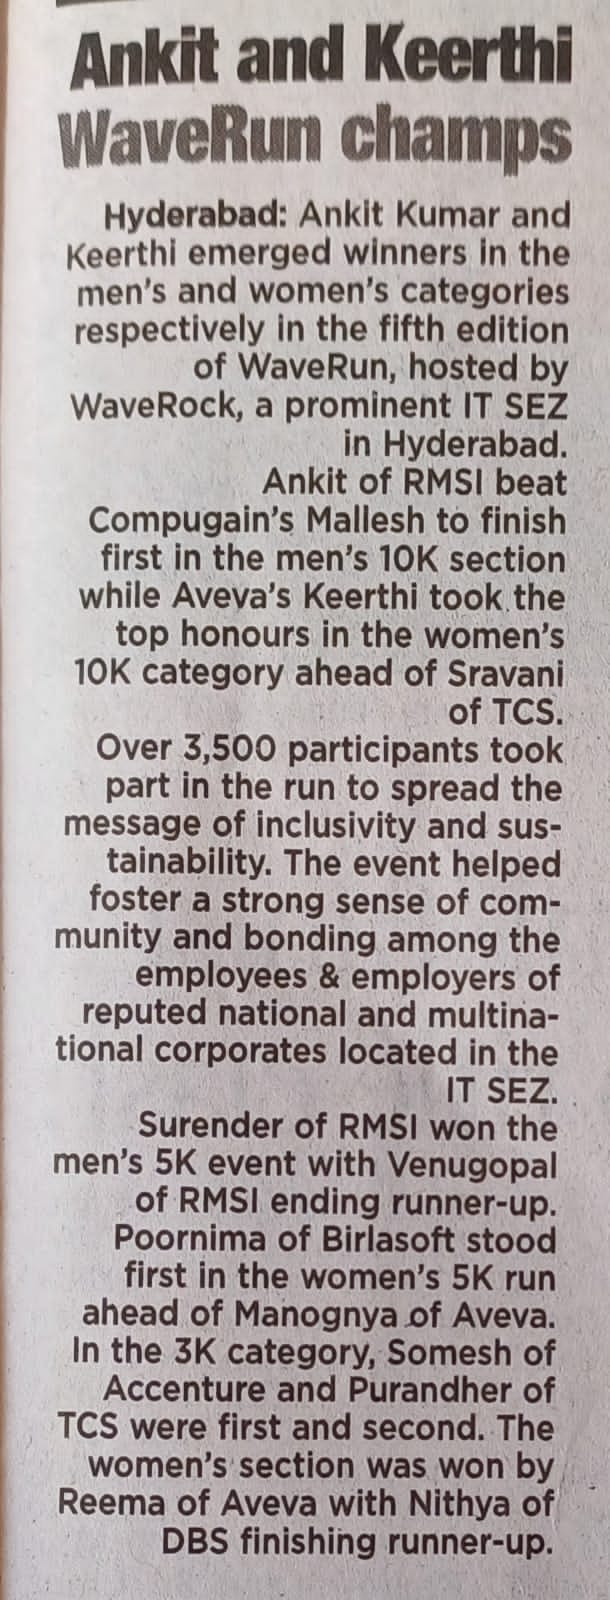 Ankit and Keerthi
WaveRun champs
Hyderabad: Ankit Kumar and
Keerthi emerged winners in the
men's and women's categories
respectively in the fifth edition
of WaveRun, hosted by
WaveRock, a prominent IT SEZ
in Hyderabad.
Ankit of RMSI beat
Compugain's Mallesh to finish
first in the men's 10K section
while Aveva's Keerthi took the
top honours in the women's
10K category ahead of Sravani
of TCS.
Over 3,500 participants took
part in the run to spread the
message of inclusivity and sus-
tainability. The event helped
foster a strong sense of com-
munity and bonding among the
employees & employers of
reputed national and multina-
tional corporates located in the
IT SEZ.
Surender of RMSI won the
men's 5K event with Venugopal
of RMSI ending runner-up.
Poornima of Birlasoft stood
first in the women's 5K run
ahead of Manognya of Aveva.
In the 3K category, Somesh of
Accenture and Purandher of
TCS were first and second. The
women's section was won by
Reema of Aveva with Nithya of
DBS finishing runner-up.